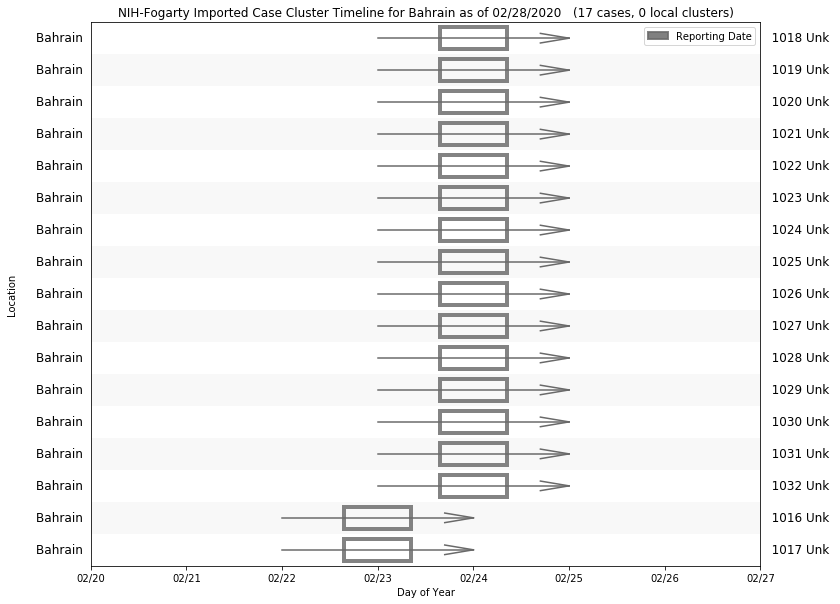 NIH-Fogarty Imported Case Cluster Timeline for Bahrain as of 02/28/2020 (17 cases, 0 local clusters)
Reporting Date
Bahrain 1018 Unk
Bahrain 1019 Unk
Bahrain 1020 Unk
Bahrain 1021 Unk
Bahrain 1022 Unk
Bahrain 1023 Unk
Bahrain 1024 Unk
Bahrain 1025 Unk
Bahrain 1026 Unk
Bahrain 1027 Unk
Bahrain 1028 Unk
Bahrain 1029 Unk
Bahrain 1030 Unk
Bahrain 1031 Unk
Bahrain 1032 Unk
Bahrain 1016 Unk
Bahrain 1017 Unk
Location
02/20 02/21 02/22 02/23 02/24 02/25 02/26 02/27
Day of Year